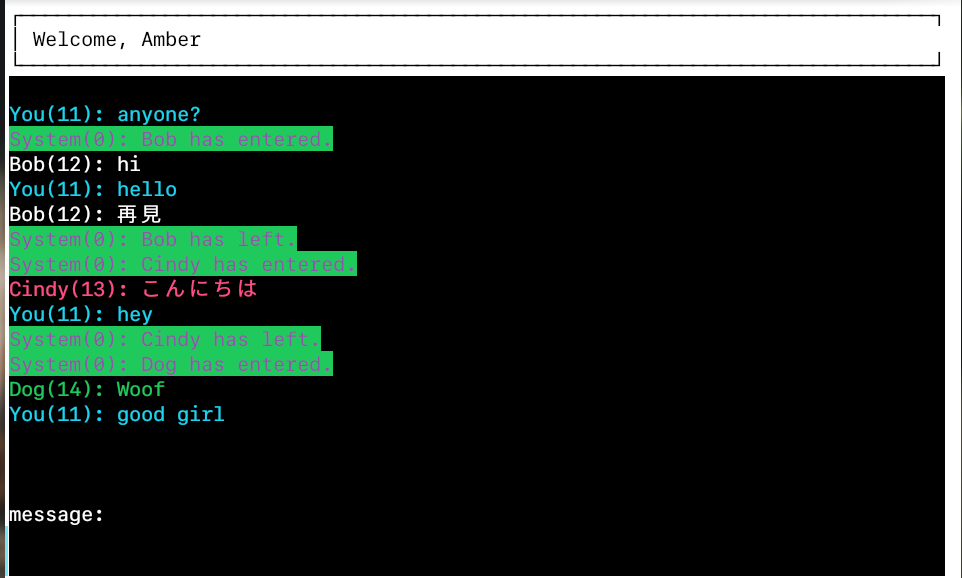 Welcome, Amber
You(11): anyone?
System(0): Bob has entered.
Bob(12): hi
You(11): hello
Bob(12): 再見
System(0): Bob has left.
System(0): Cindy has entered.
Cindy(13): こんにちは
You(11): hey
System(0): Cindy has left.
System(0): Dog has entered.
Dog(14): Woof
You(11): good girl
message: